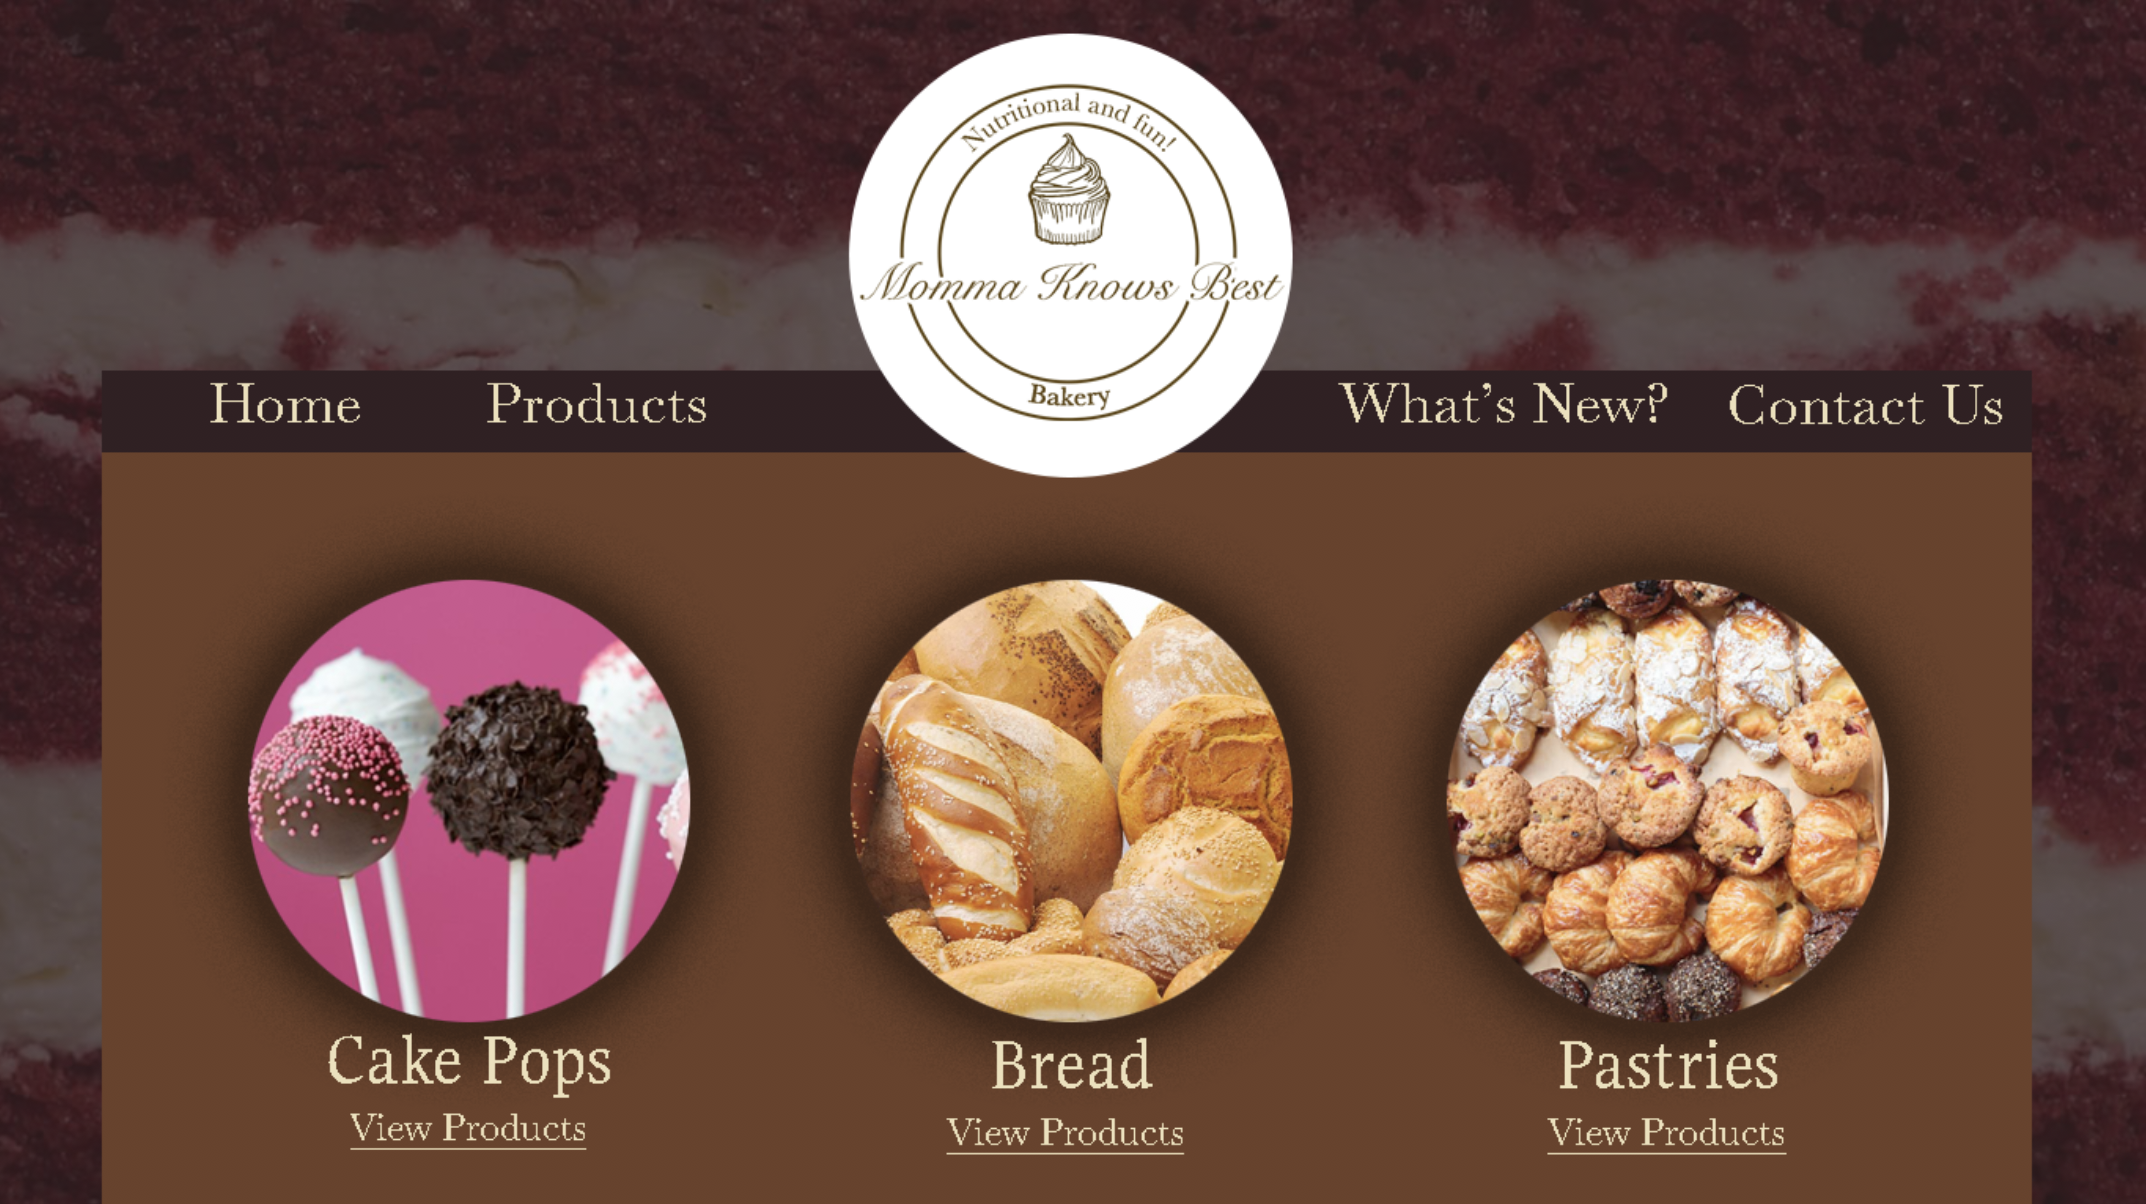 Nutritional and fun!
Momma Knows Best
Bakery
Home Products What's New? Contact Us
Cake Pops Bread Pastries
View Products View Products View Products